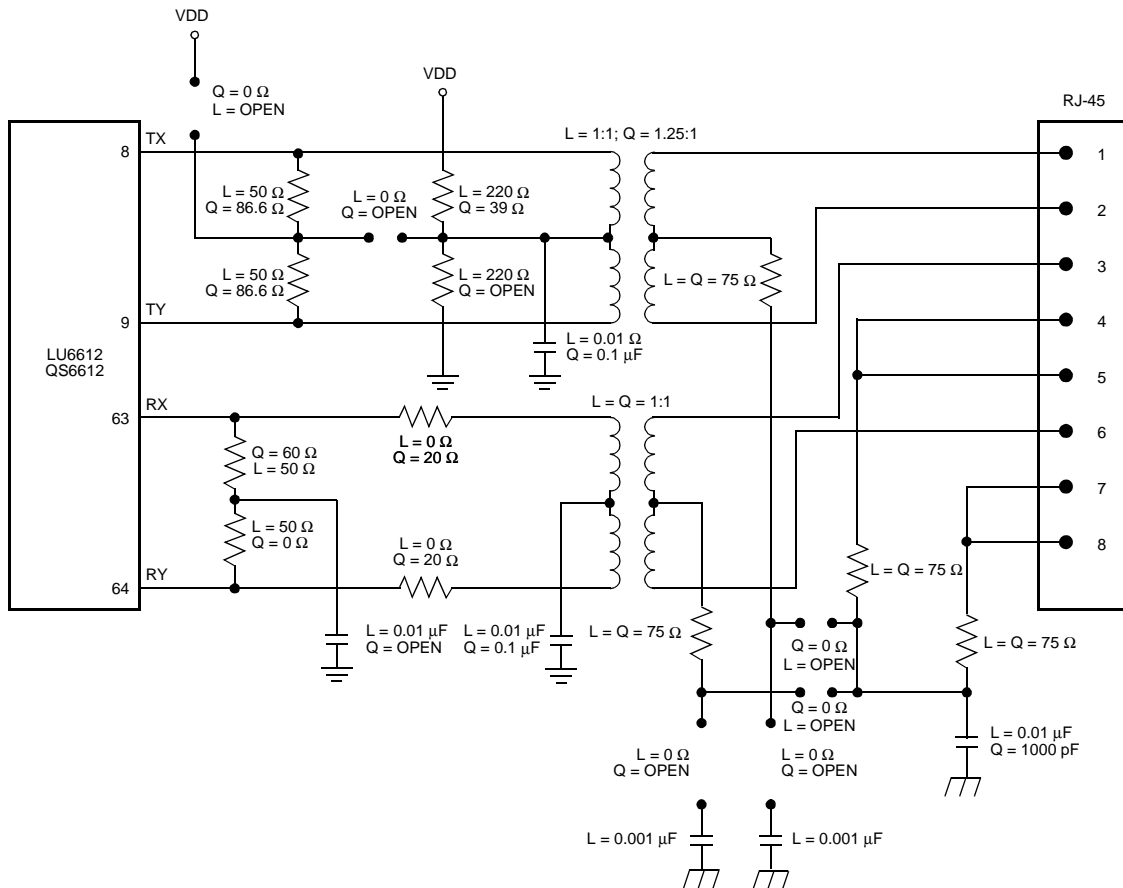 VDD
Q = 0 Ω
L = OPEN
VDD
RJ-45
TX
8
L = 1:1; Q = 1.25:1
1
L = 50 Ω
Q = 86.6 Ω
L = 0 Ω
Q = OPEN
L = 220 Ω
Q = 39 Ω
2
L = 50 Ω
Q = 86.6 Ω
L = 220 Ω
Q = OPEN
L = Q = 75 Ω
3
TY
9
4
L = 0.01 Ω
Q = 0.1 µF
LU6612
QS6612
5
RX
63
L = Q = 1:1
6
L = 0 Ω
Q = 20 Ω
Q = 60 Ω
L = 50 Ω
7
L = 50 Ω
Q = 0 Ω
L = 0 Ω
Q = 20 Ω
8
RY
64
L = Q = 75 Ω
L = 0.01 µF
Q = OPEN
L = 0.01 µF
Q = 0.1 µF
L = Q = 75 Ω
Q = 0 Ω
L = OPEN
L = Q = 75 Ω
Q = 0 Ω
L = OPEN
L = 0 Ω
Q = OPEN
L = 0 Ω
Q = OPEN
L = 0.01 µF
Q = 1000 pF
L = 0.001 µF
L = 0.001 µF